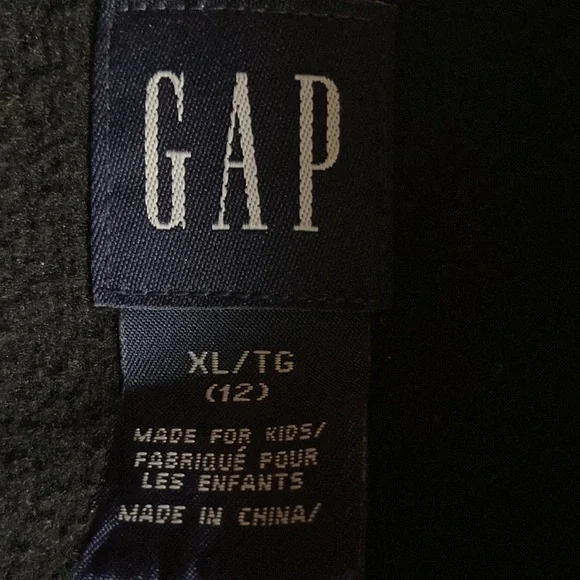 GAP
XL/TG
(12)
MADE FOR KIDS/
FABRIQUÉ POUR
LES ENFANTS
MADE IN CHINA/